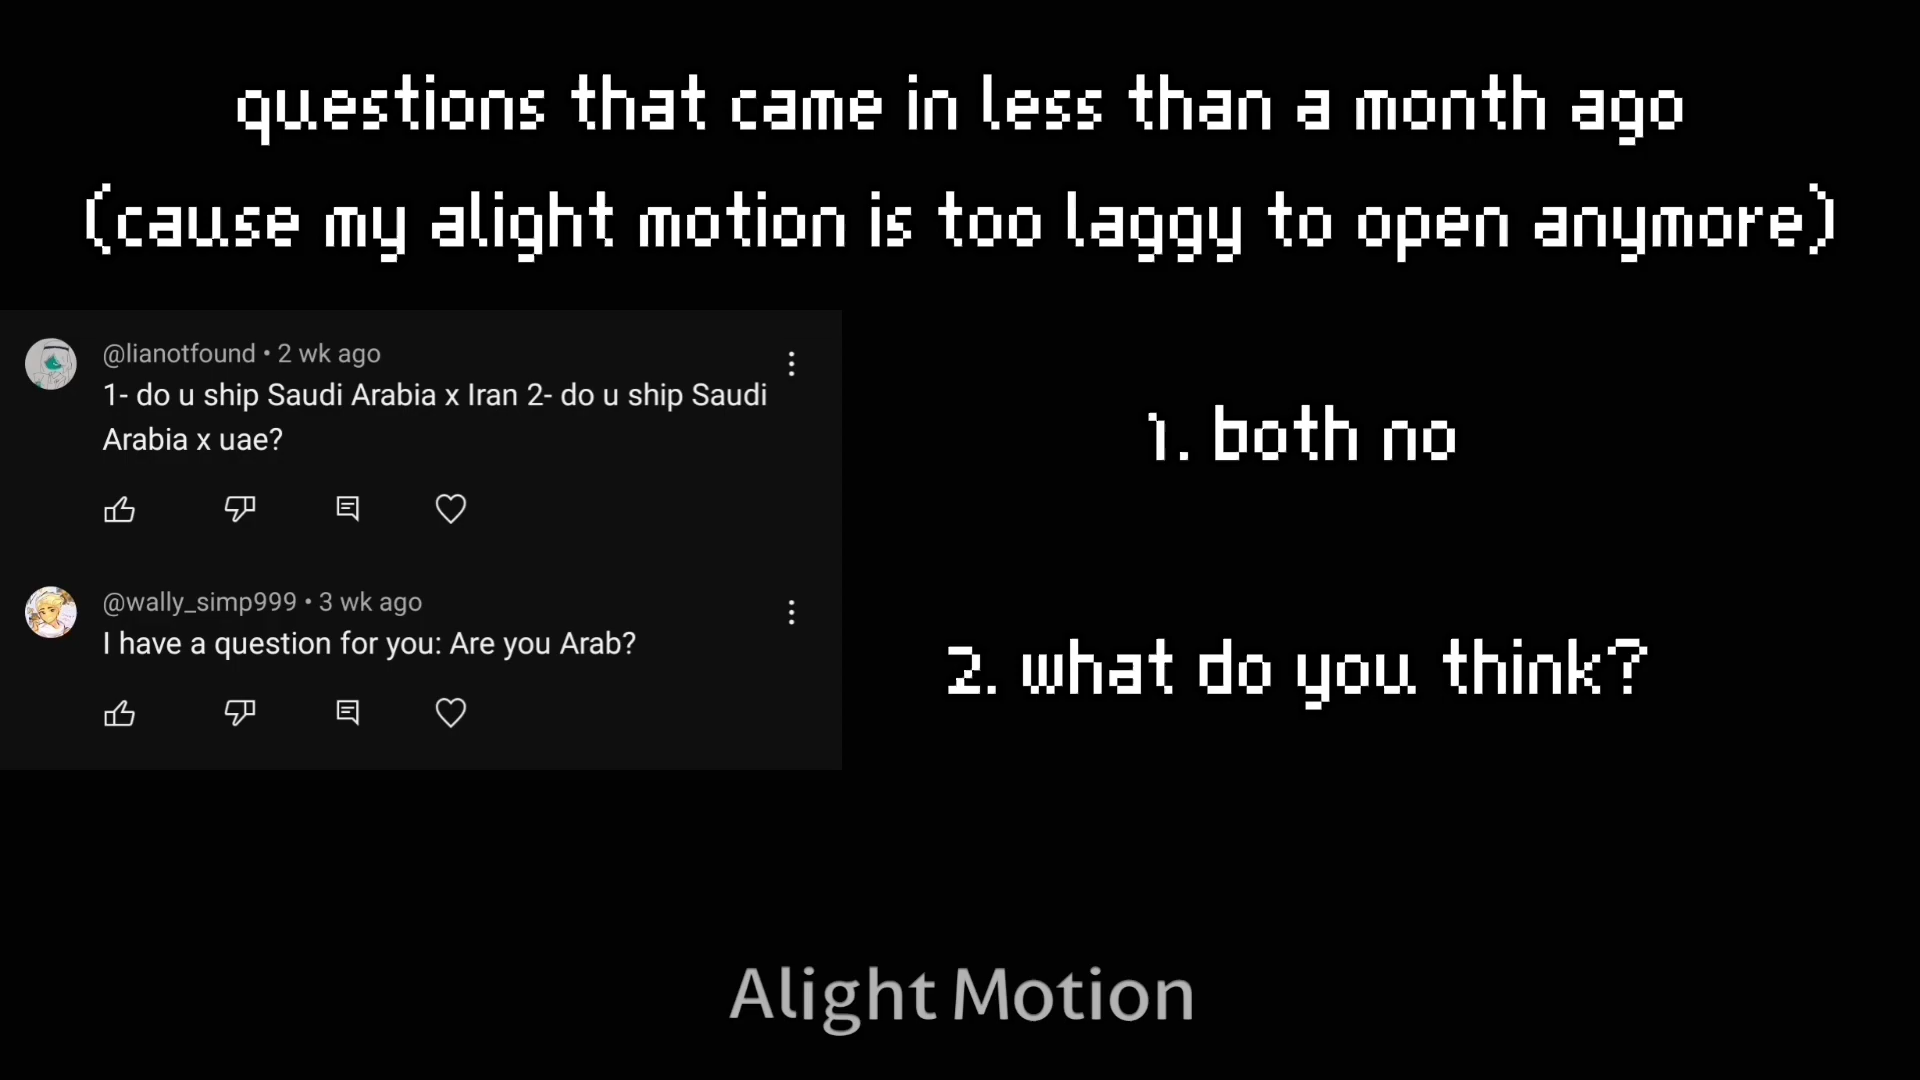 questions that came in less than a month ago
(cause my alight motion is too laggy to open anymore)
@lianotfound • 2 wk ago
1- do u ship Saudi Arabia x Iran 2- do u ship Saudi
Arabia x uae?
1. both no
@wally_simp999 • 3 wk ago
I have a question for you: Are you Arab?
2. what do you think?
Alight Motion